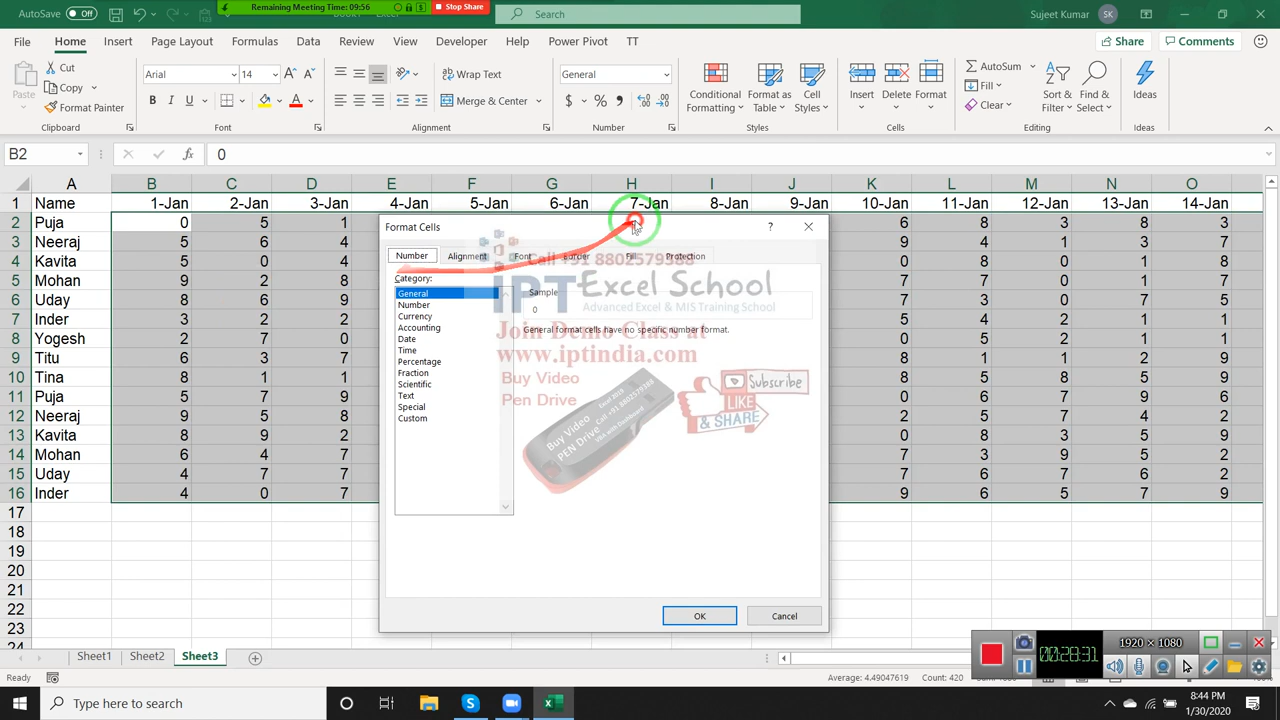 AutoSave Off
Remaining Meeting Time: 09:56
Stop Share
Search
Sujeet Kumar
SK
File Home Insert Page Layout Formulas Data Review View Developer Help Power Pivot TT
Share
Comments
Paste
Cut
Copy
Format Painter
Clipboard
Arial 14
B I U
Font
Wrap Text
Merge & Center
Alignment
General
$ % ,
Number
Conditional Formatting
Format as Table
Cell Styles
Styles
Insert Delete Format
Cells
AutoSum
Fill
Clear
Sort & Filter
Find & Select
Editing
Ideas
Ideas
B2 fx 0
A B C D E F G H I J K L M N O
1 Name 1-Jan 2-Jan 3-Jan 4-Jan 5-Jan 6-Jan 7-Jan 8-Jan 9-Jan 10-Jan 11-Jan 12-Jan 13-Jan 14-Jan
2 Puja 0 5 1 6 8 3 8 3
3 Neeraj 5 6 4 9 4 1 3 7
4 Kavita 5 0 4 0 8 0 8 1
5 Mohan 9 2 8 7 7 0 1 8
6 Uday 8 6 9 7 3 0 7 5
7 Inder 3 2 2 5 4 2 1 1
8 Yogesh 2 7 0 0 5 2 1 1
9 Titu 6 3 7 8 1 1 2 9
10 Tina 8 1 1 8 5 8 5 9
11 Puja 5 7 9 0 6 7 9 6
12 Neeraj 9 5 8 2 5 7 4 2
13 Kavita 8 9 2 0 8 3 5 9
14 Mohan 6 4 7 7 3 9 5 2
15 Uday 4 7 7 7 6 7 6 2
16 Inder 4 0 7 9 6 5 7 9
17
18
19
20
21
22
23
Format Cells
?
Number Alignment Font Border Fill Protection
Category:
General
Number
Currency
Accounting
Date
Time
Percentage
Fraction
Scientific
Text
Special
Custom
Sample
0
General format cells have no specific number format.
OK Cancel
Call +91 8802579388
IPT Excel School
Advanced Excel & MIS Training School
Join Demo Class at
www.iptindia.com
Buy Video
Pen Drive
Buy Video
PEN Drive
Subscribe
LIKE
& SHARE
Sheet1 Sheet2 Sheet3
Ready
Average: 4.49047619 Count: 420
00:28:31
1920 × 1080
Type here to search
8:44 PM
1/30/2020